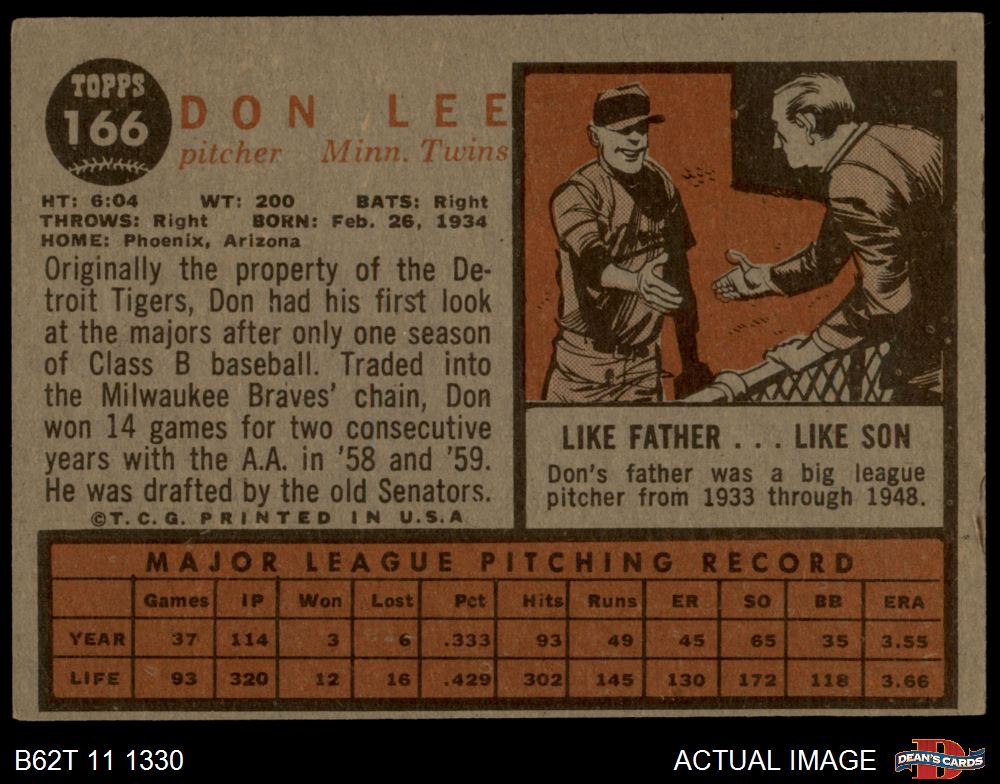 TOPPS
166
DON LEE
pitcher Minn. Twins
HT: 6:04 WT: 200 BATS: Right
THROWS: Right BORN: Feb. 26, 1934
HOME: Phoenix, Arizona
Originally the property of the De-
troit Tigers, Don had his first look
at the majors after only one season
of Class B baseball. Traded into
the Milwaukee Braves' chain, Don
won 14 games for two consecutive
years with the A.A. in '58 and '59.
He was drafted by the old Senators.
©T.C.G. PRINTED IN U.S.A
LIKE FATHER . . . LIKE SON
Don's father was a big league
pitcher from 1933 through 1948.
MAJOR LEAGUE PITCHING RECORD
Games IP Won Lost Pct Hits Runs ER SO BB ERA
YEAR 37 114 3 6 .333 93 49 45 65 35 3.55
LIFE 93 320 12 16 .429 302 145 130 172 118 3.66
B62T 11 1330
ACTUAL IMAGE
DEAN'S CARDS